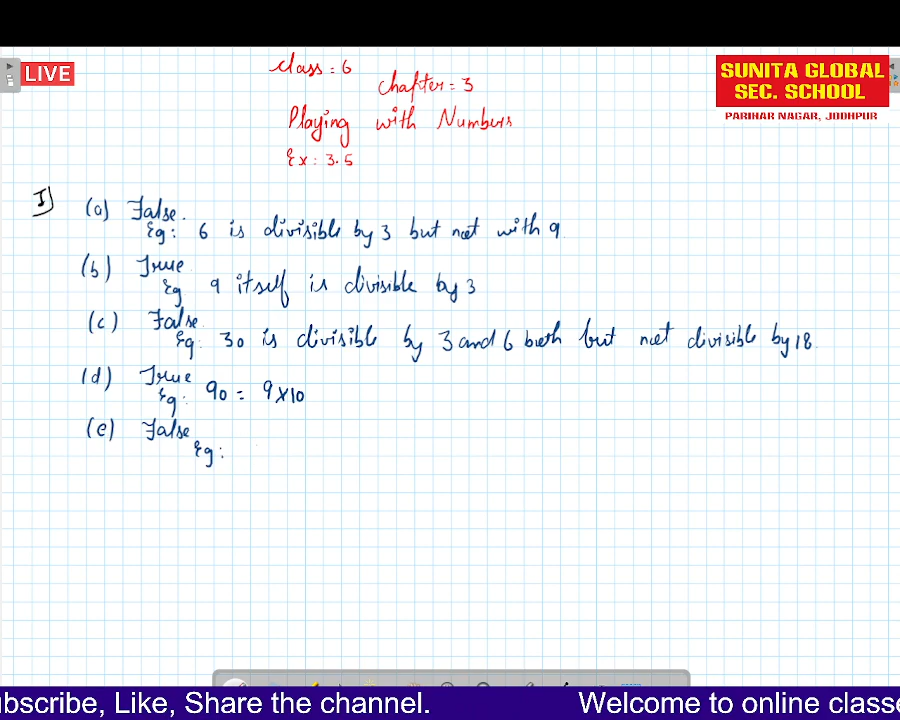 LIVE
class: 6
chapter = 3
Playing with Numbers
Ex: 3.5
SUNITA GLOBAL
SEC. SCHOOL
PARIHAR NAGAR, JODHPUR
I)
(a) False.
Eg: 6 is divisible by 3 but not with 9
(b) True
Eg 9 itself is divisible by 3
(c) False.
Eg. 30 is divisible by 3 and 6 both but not divisible by 18.
(d) True
Eg: 90 = 9 x 10
(e) False
Eg:
ubscribe, Like, Share the channel. Welcome to online classe